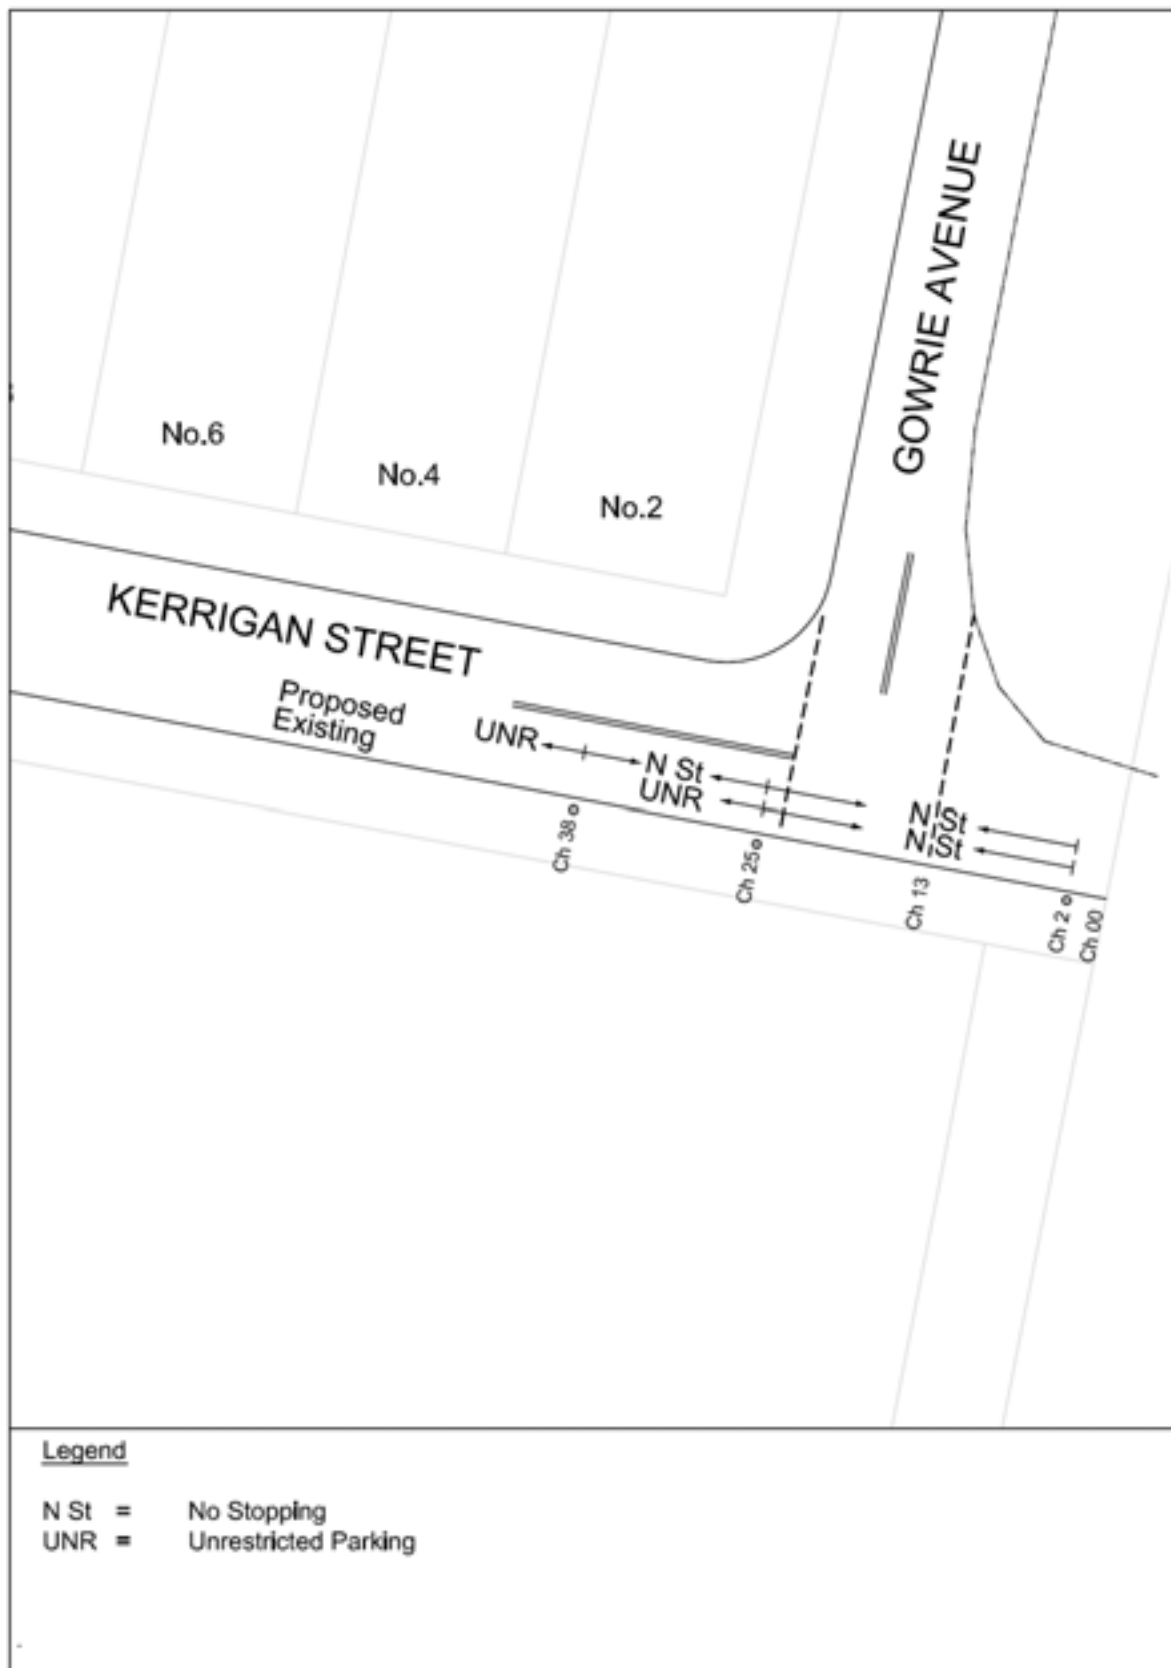 GOWRIE AVENUE
No.6
No.4
No.2
KERRIGAN STREET
Proposed
Existing
UNR
N St
UNR
N St
N St
Ch 38
Ch 25
Ch 13
Ch 2
Ch 00
Legend
N St = No Stopping
UNR = Unrestricted Parking